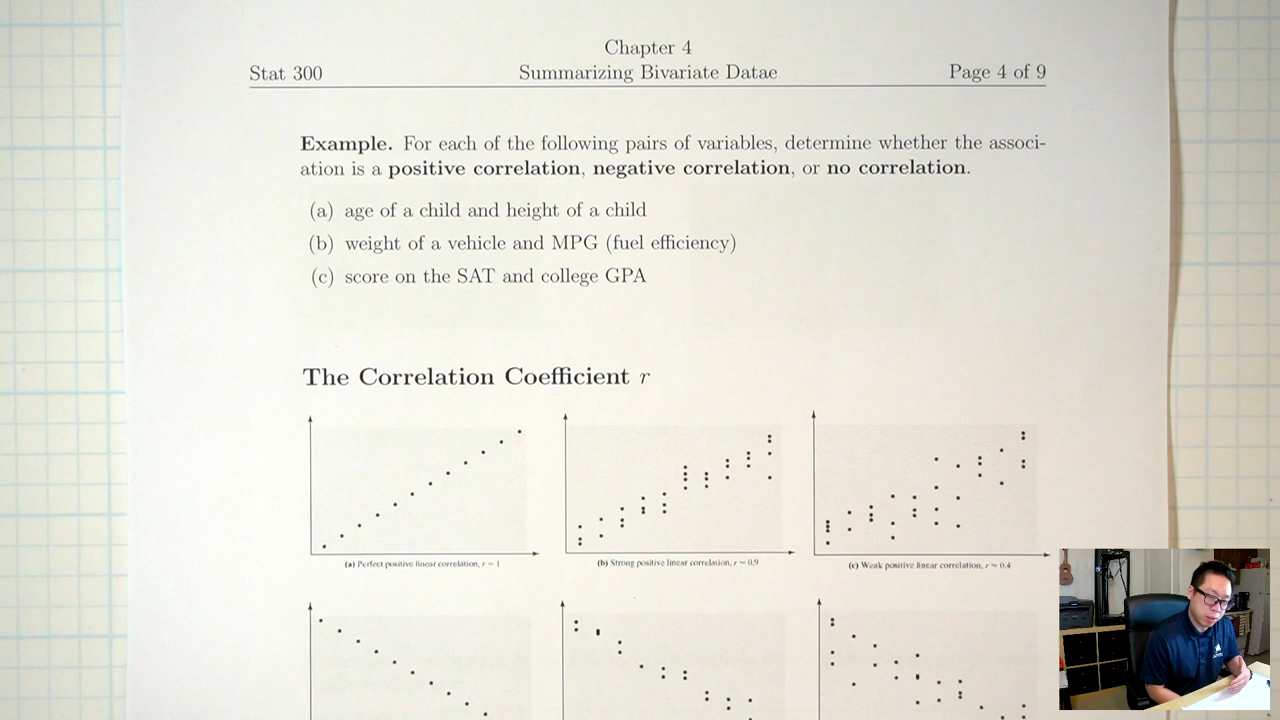 Chapter 4
Stat 300 Summarizing Bivariate Datae Page 4 of 9
Example. For each of the following pairs of variables, determine whether the associ-
ation is a positive correlation, negative correlation, or no correlation.
(a) age of a child and height of a child
(b) weight of a vehicle and MPG (fuel efficiency)
(c) score on the SAT and college GPA
The Correlation Coefficient r
(a) Perfect positive linear correlation, r = 1
(b) Strong positive linear correlation, r = 0.9
(c) Weak positive linear correlation, r = 0.4